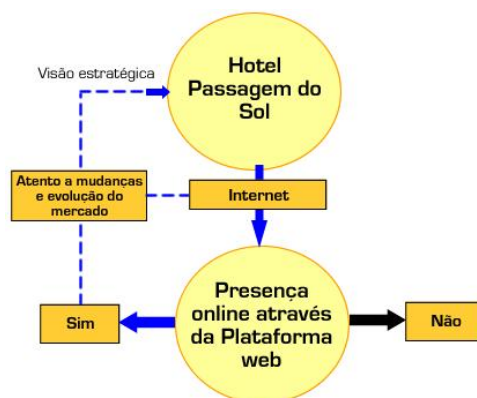 Visão estratégica
Hotel
Passagem do
Sol
Atento a mudanças
e evolução do
mercado
Internet
Presença
online através
da Plataforma
web
Sim
Não